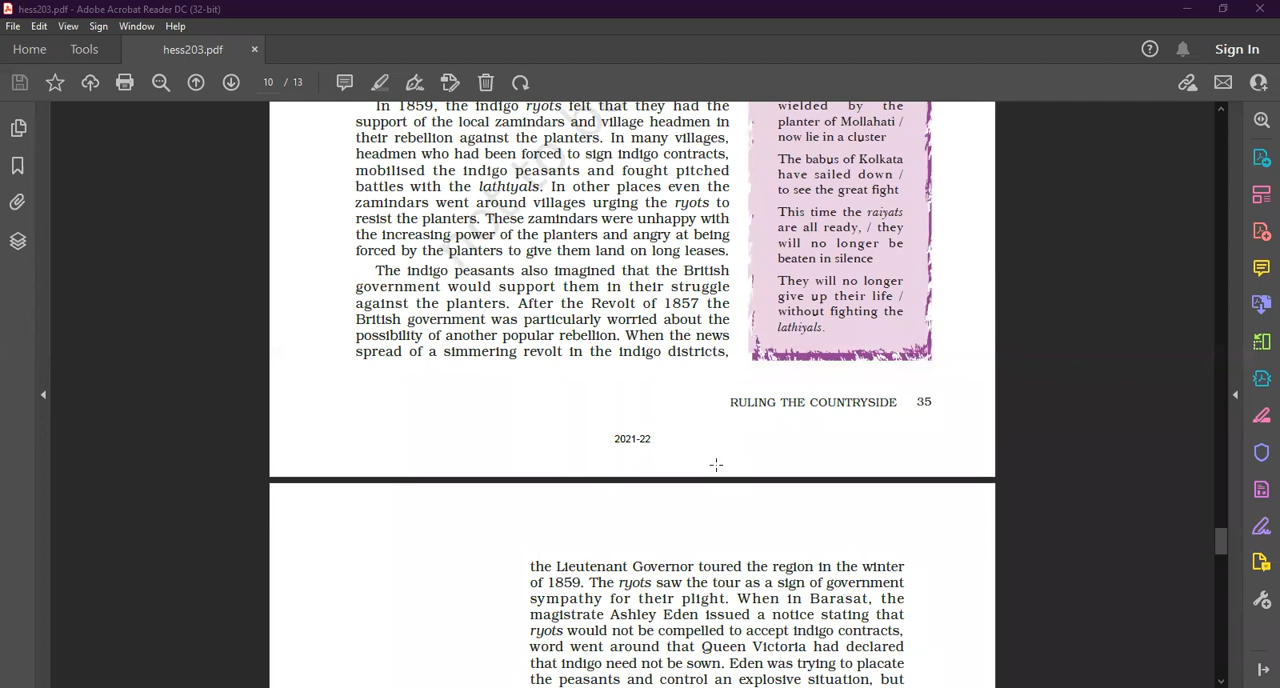 hess203.pdf - Adobe Acrobat Reader DC (32-bit)
File Edit View Sign Window Help
Home Tools hess203.pdf × Sign In
10 / 13
In 1859, the indigo ryots felt that they had the
support of the local zamindars and village headmen in
their rebellion against the planters. In many villages,
headmen who had been forced to sign indigo contracts,
mobilised the indigo peasants and fought pitched
battles with the lathiyals. In other places even the
zamindars went around villages urging the ryots to
resist the planters. These zamindars were unhappy with
the increasing power of the planters and angry at being
forced by the planters to give them land on long leases.
The indigo peasants also imagined that the British
government would support them in their struggle
against the planters. After the Revolt of 1857 the
British government was particularly worried about the
possibility of another popular rebellion. When the news
spread of a simmering revolt in the indigo districts,
wielded by the
planter of Mollahati /
now lie in a cluster
The babus of Kolkata
have sailed down /
to see the great fight
This time the raiyats
are all ready, / they
will no longer be
beaten in silence
They will no longer
give up their life /
without fighting the
lathiyals.
RULING THE COUNTRYSIDE 35
2021-22
the Lieutenant Governor toured the region in the winter
of 1859. The ryots saw the tour as a sign of government
sympathy for their plight. When in Barasat, the
magistrate Ashley Eden issued a notice stating that
ryots would not be compelled to accept indigo contracts,
word went around that Queen Victoria had declared
that indigo need not be sown. Eden was trying to placate
the peasants and control an explosive situation, but